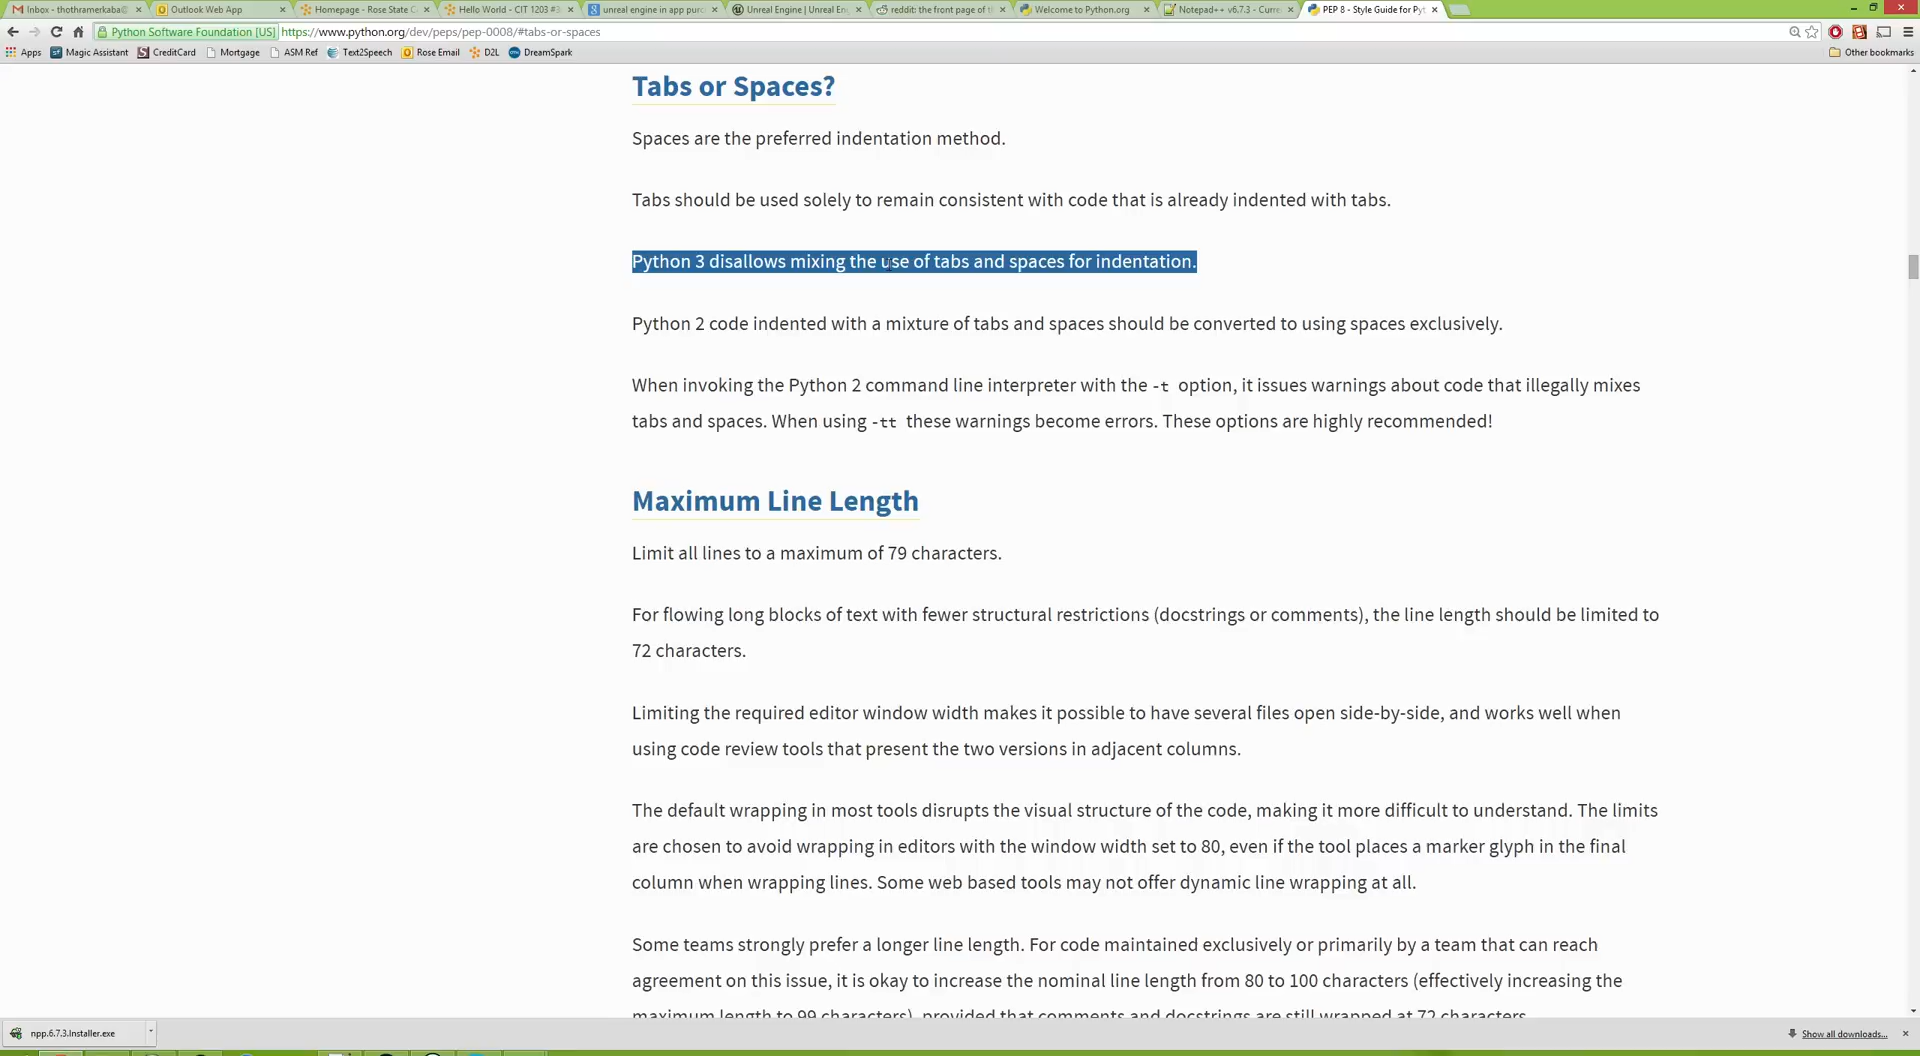 Inbox - thothramerkaba@
Outlook Web App
Homepage - Rose State C
Hello World - CIT 1203 #3
unreal engine in app purc
Unreal Engine | Unreal En
reddit: the front page of th
Welcome to Python.org
Notepad++ v6.7.3 - Curre
PEP 8 - Style Guide for Pyt
Python Software Foundation [US]
https://www.python.org/dev/peps/pep-0008/#tabs-or-spaces
Apps
Magic Assistant
CreditCard
Mortgage
ASM Ref
Text2Speech
Rose Email
D2L
DreamSpark
Other bookmarks
Tabs or Spaces?
Spaces are the preferred indentation method.
Tabs should be used solely to remain consistent with code that is already indented with tabs.
Python 3 disallows mixing the use of tabs and spaces for indentation.
Python 2 code indented with a mixture of tabs and spaces should be converted to using spaces exclusively.
When invoking the Python 2 command line interpreter with the -t option, it issues warnings about code that illegally mixes
tabs and spaces. When using -tt these warnings become errors. These options are highly recommended!
Maximum Line Length
Limit all lines to a maximum of 79 characters.
For flowing long blocks of text with fewer structural restrictions (docstrings or comments), the line length should be limited to
72 characters.
Limiting the required editor window width makes it possible to have several files open side-by-side, and works well when
using code review tools that present the two versions in adjacent columns.
The default wrapping in most tools disrupts the visual structure of the code, making it more difficult to understand. The limits
are chosen to avoid wrapping in editors with the window width set to 80, even if the tool places a marker glyph in the final
column when wrapping lines. Some web based tools may not offer dynamic line wrapping at all.
Some teams strongly prefer a longer line length. For code maintained exclusively or primarily by a team that can reach
agreement on this issue, it is okay to increase the nominal line length from 80 to 100 characters (effectively increasing the
maximum length to 99 characters), provided that comments and docstrings are still wrapped at 72 characters.
npp.6.7.3.Installer.exe
Show all downloads...